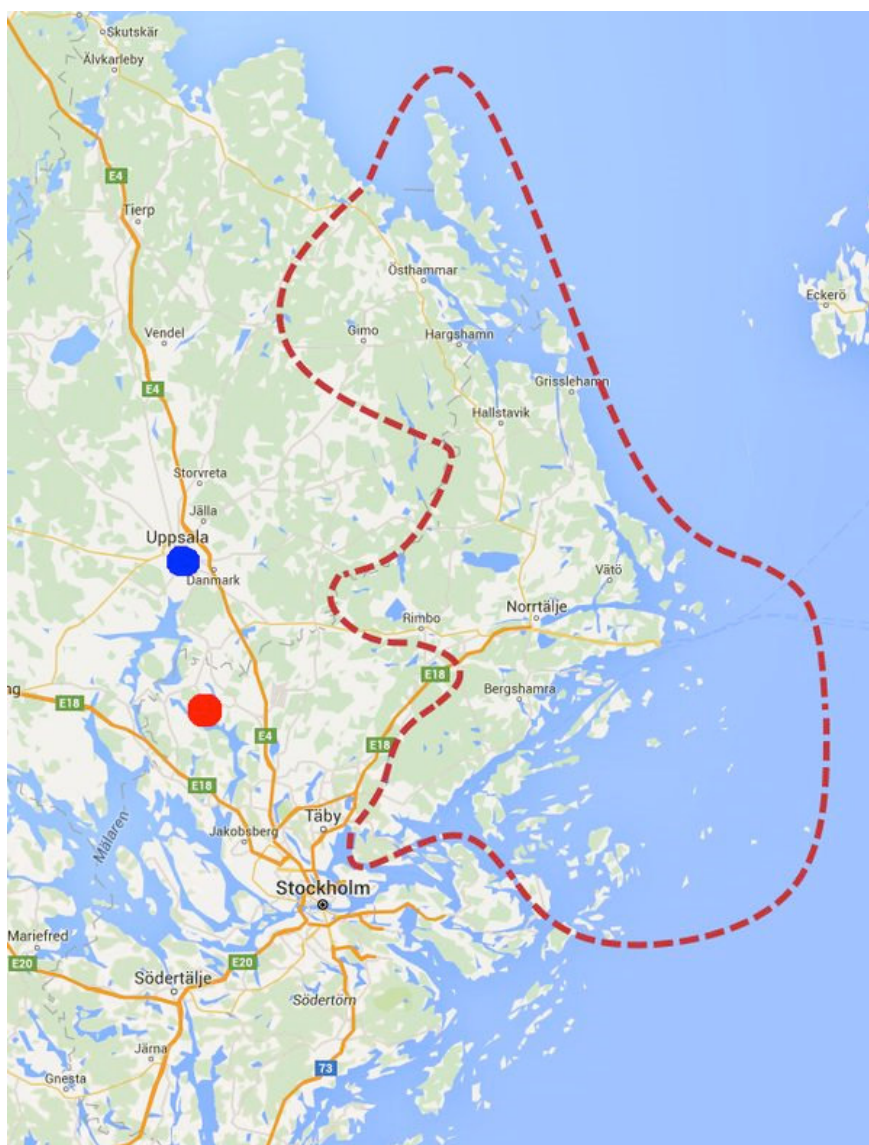 Skutskär
Älvkarleby
E4
Tierp
Östhammar
Eckerö
Vendel
Gimo
Hargshamn
E4
Grisslehamn
Hallstavik
Storvreta
Jälla
Uppsala
Danmark
Vätö
Norrtälje
Rimbo
E18
ng
E18
Bergshamra
E4
E18
E18
Täby
Jakobsberg
Mälaren
Stockholm
Mariefred
E20
E20
Södertälje
Södertörn
Järna
73
Gnesta